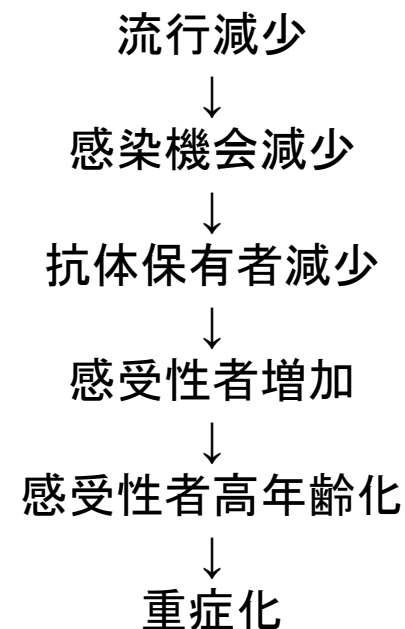 流行減少
↓
感染機会減少
↓
抗体保有者減少
↓
感受性者増加
↓
感受性者高年齢化
↓
重症化